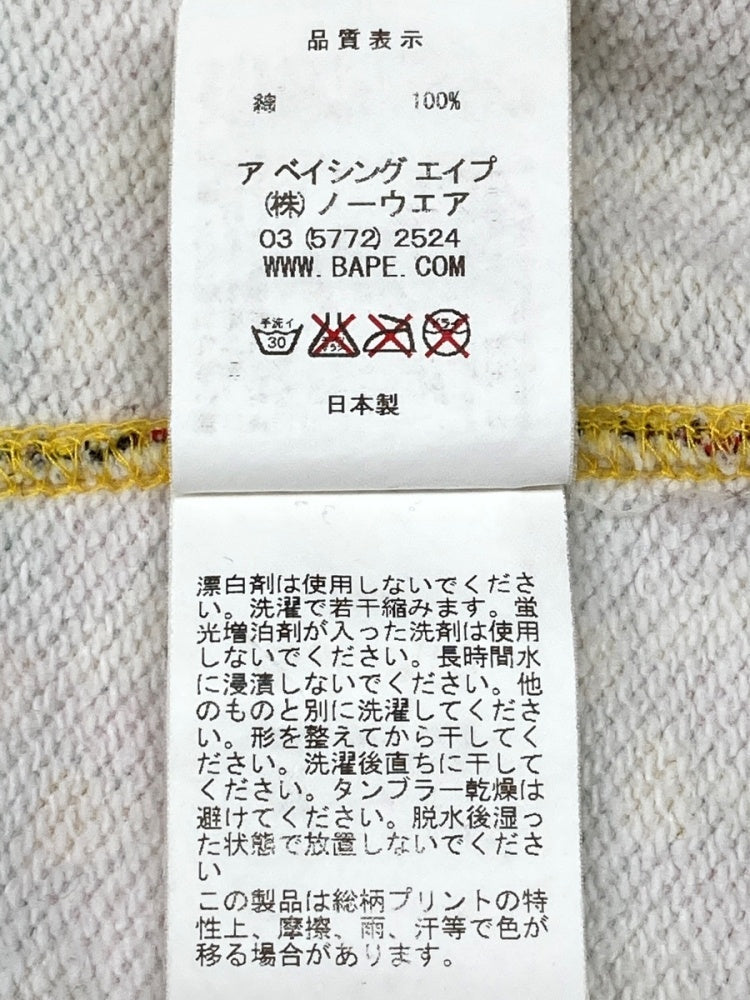 品質表示
綿 100%
ア ベイシング エイプ
(株) ノーウエア
03 (5772) 2524
WWW. BAPE. COM
手洗イ
30
日本製
漂白剤は使用しないでくださ
い。洗濯で若干縮みます。蛍
光増泊剤が入った洗剤は使用
しないでください。長時間水
に浸漬しないでください。他
のものと別に洗濯してくださ
い。形を整えてから干してく
ださい。洗濯後直ちに干して
ください。タンブラー乾燥は
避けてください。脱水後湿っ
た状態で放置しないでくださ
い
この製品は総柄プリントの特
性上、摩擦、雨、汗等で色が
移る場合があります。